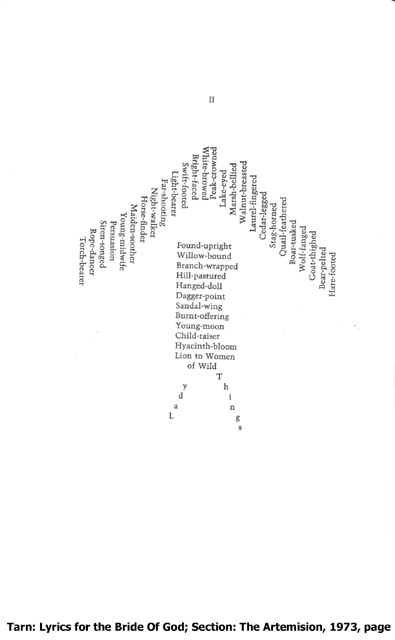 II
Torch-bearer
Rope-dancer
Siren-songed
Persuasion
Young-midwife
Maiden-soother
Horse-finder
Night-walker
Far-shooting
Light-bearer
Swift-footed
Bright-faced
White-browed
Peak-crowned
Lake-eyed
Marsh-bellied
Walnut-breasted
Laurel-fingered
Cedar-legged
Stag-horned
Quail-feathered
Boar-tusked
Wolf-fanged
Goat-thighed
Bear-pelted
Hare-footed
Found-upright
Willow-bound
Branch-wrapped
Hill-pastured
Hanged-doll
Dagger-point
Sandal-wing
Burnt-offering
Young-moon
Child-raiser
Hyacinth-bloom
Lion to Women
Lady
of Wild
Things
Tarn: Lyrics for the Bride Of God; Section: The Artemision, 1973, page